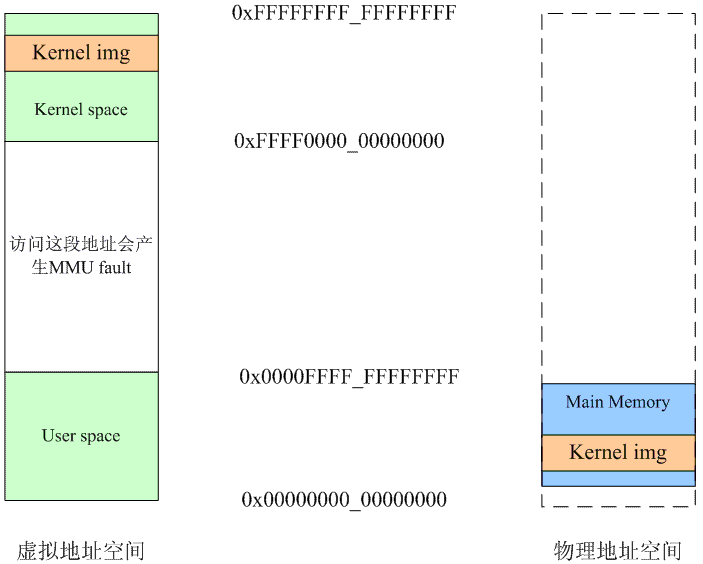 0xFFFFFFFF_FFFFFFFF
Kernel img
Kernel space
0xFFFF0000_00000000
访问这段地址会产
生MMU fault
0x0000FFFF_FFFFFFFF
Main Memory
User space
Kernel img
0x00000000_00000000
虚拟地址空间
物理地址空间